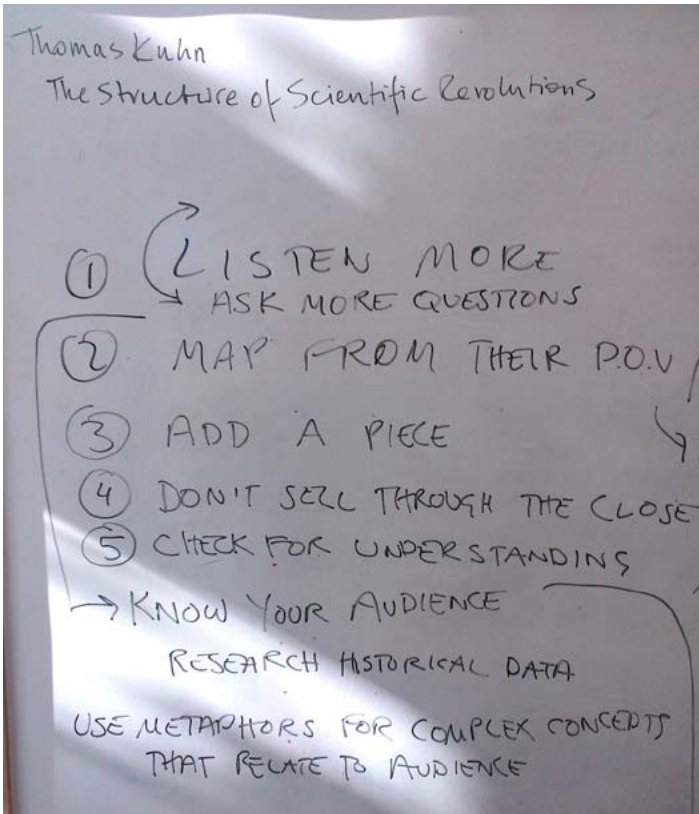 Thomas Kuhn
The Structure of Scientific Revolutions
① LISTEN MORE
ASK MORE QUESTIONS
② MAP FROM THEIR P.O.V
③ ADD A PIECE
④ DON'T SELL THROUGH THE CLOSE
⑤ CHECK FOR UNDERSTANDING
KNOW YOUR AUDIENCE
RESEARCH HISTORICAL DATA
USE METAPHORS FOR COMPLEX CONCEPTS
THAT RELATE TO AUDIENCE